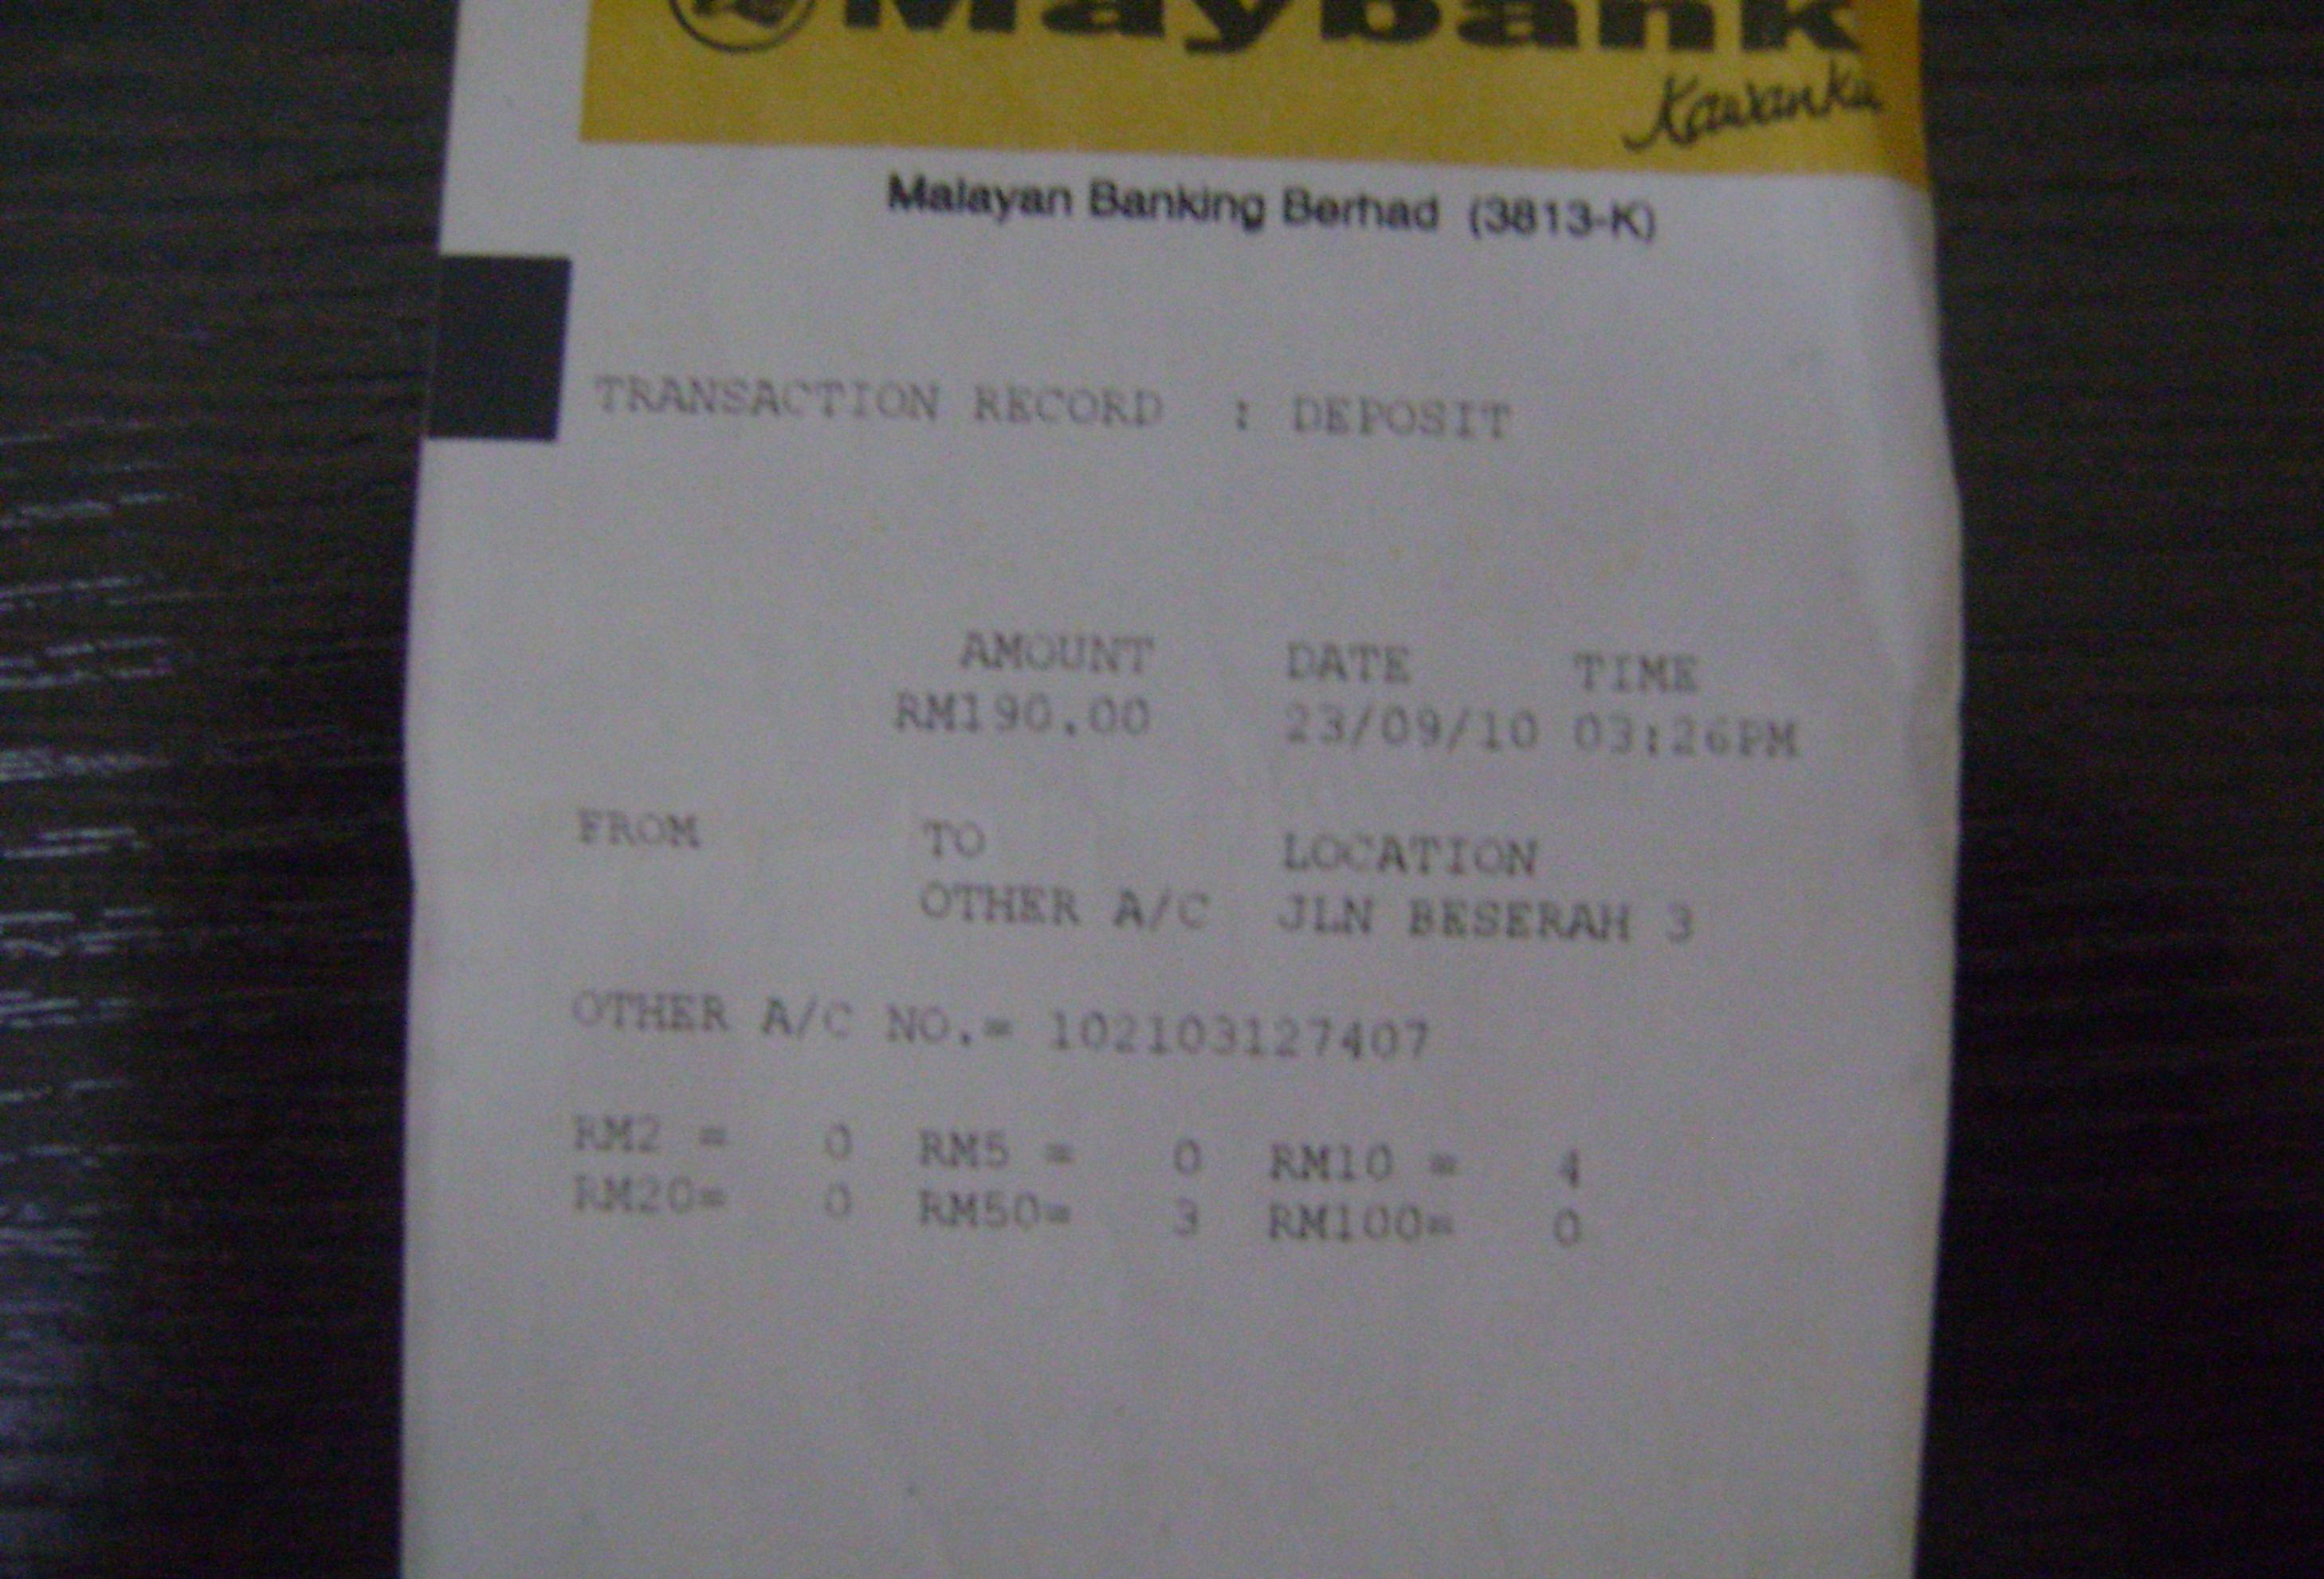 Maybank
Kawanku
Malayan Banking Berhad (3813-K)
TRANSACTION RECORD : DEPOSIT
AMOUNT DATE TIME
RM190.00 23/09/10 03:26PM
FROM TO LOCATION
OTHER A/C JLN BESERAH 3
OTHER A/C NO.= 102103127407
RM2 = 0 RM5 = 0 RM10 = 4
RM20= 0 RM50= 3 RM100= 0